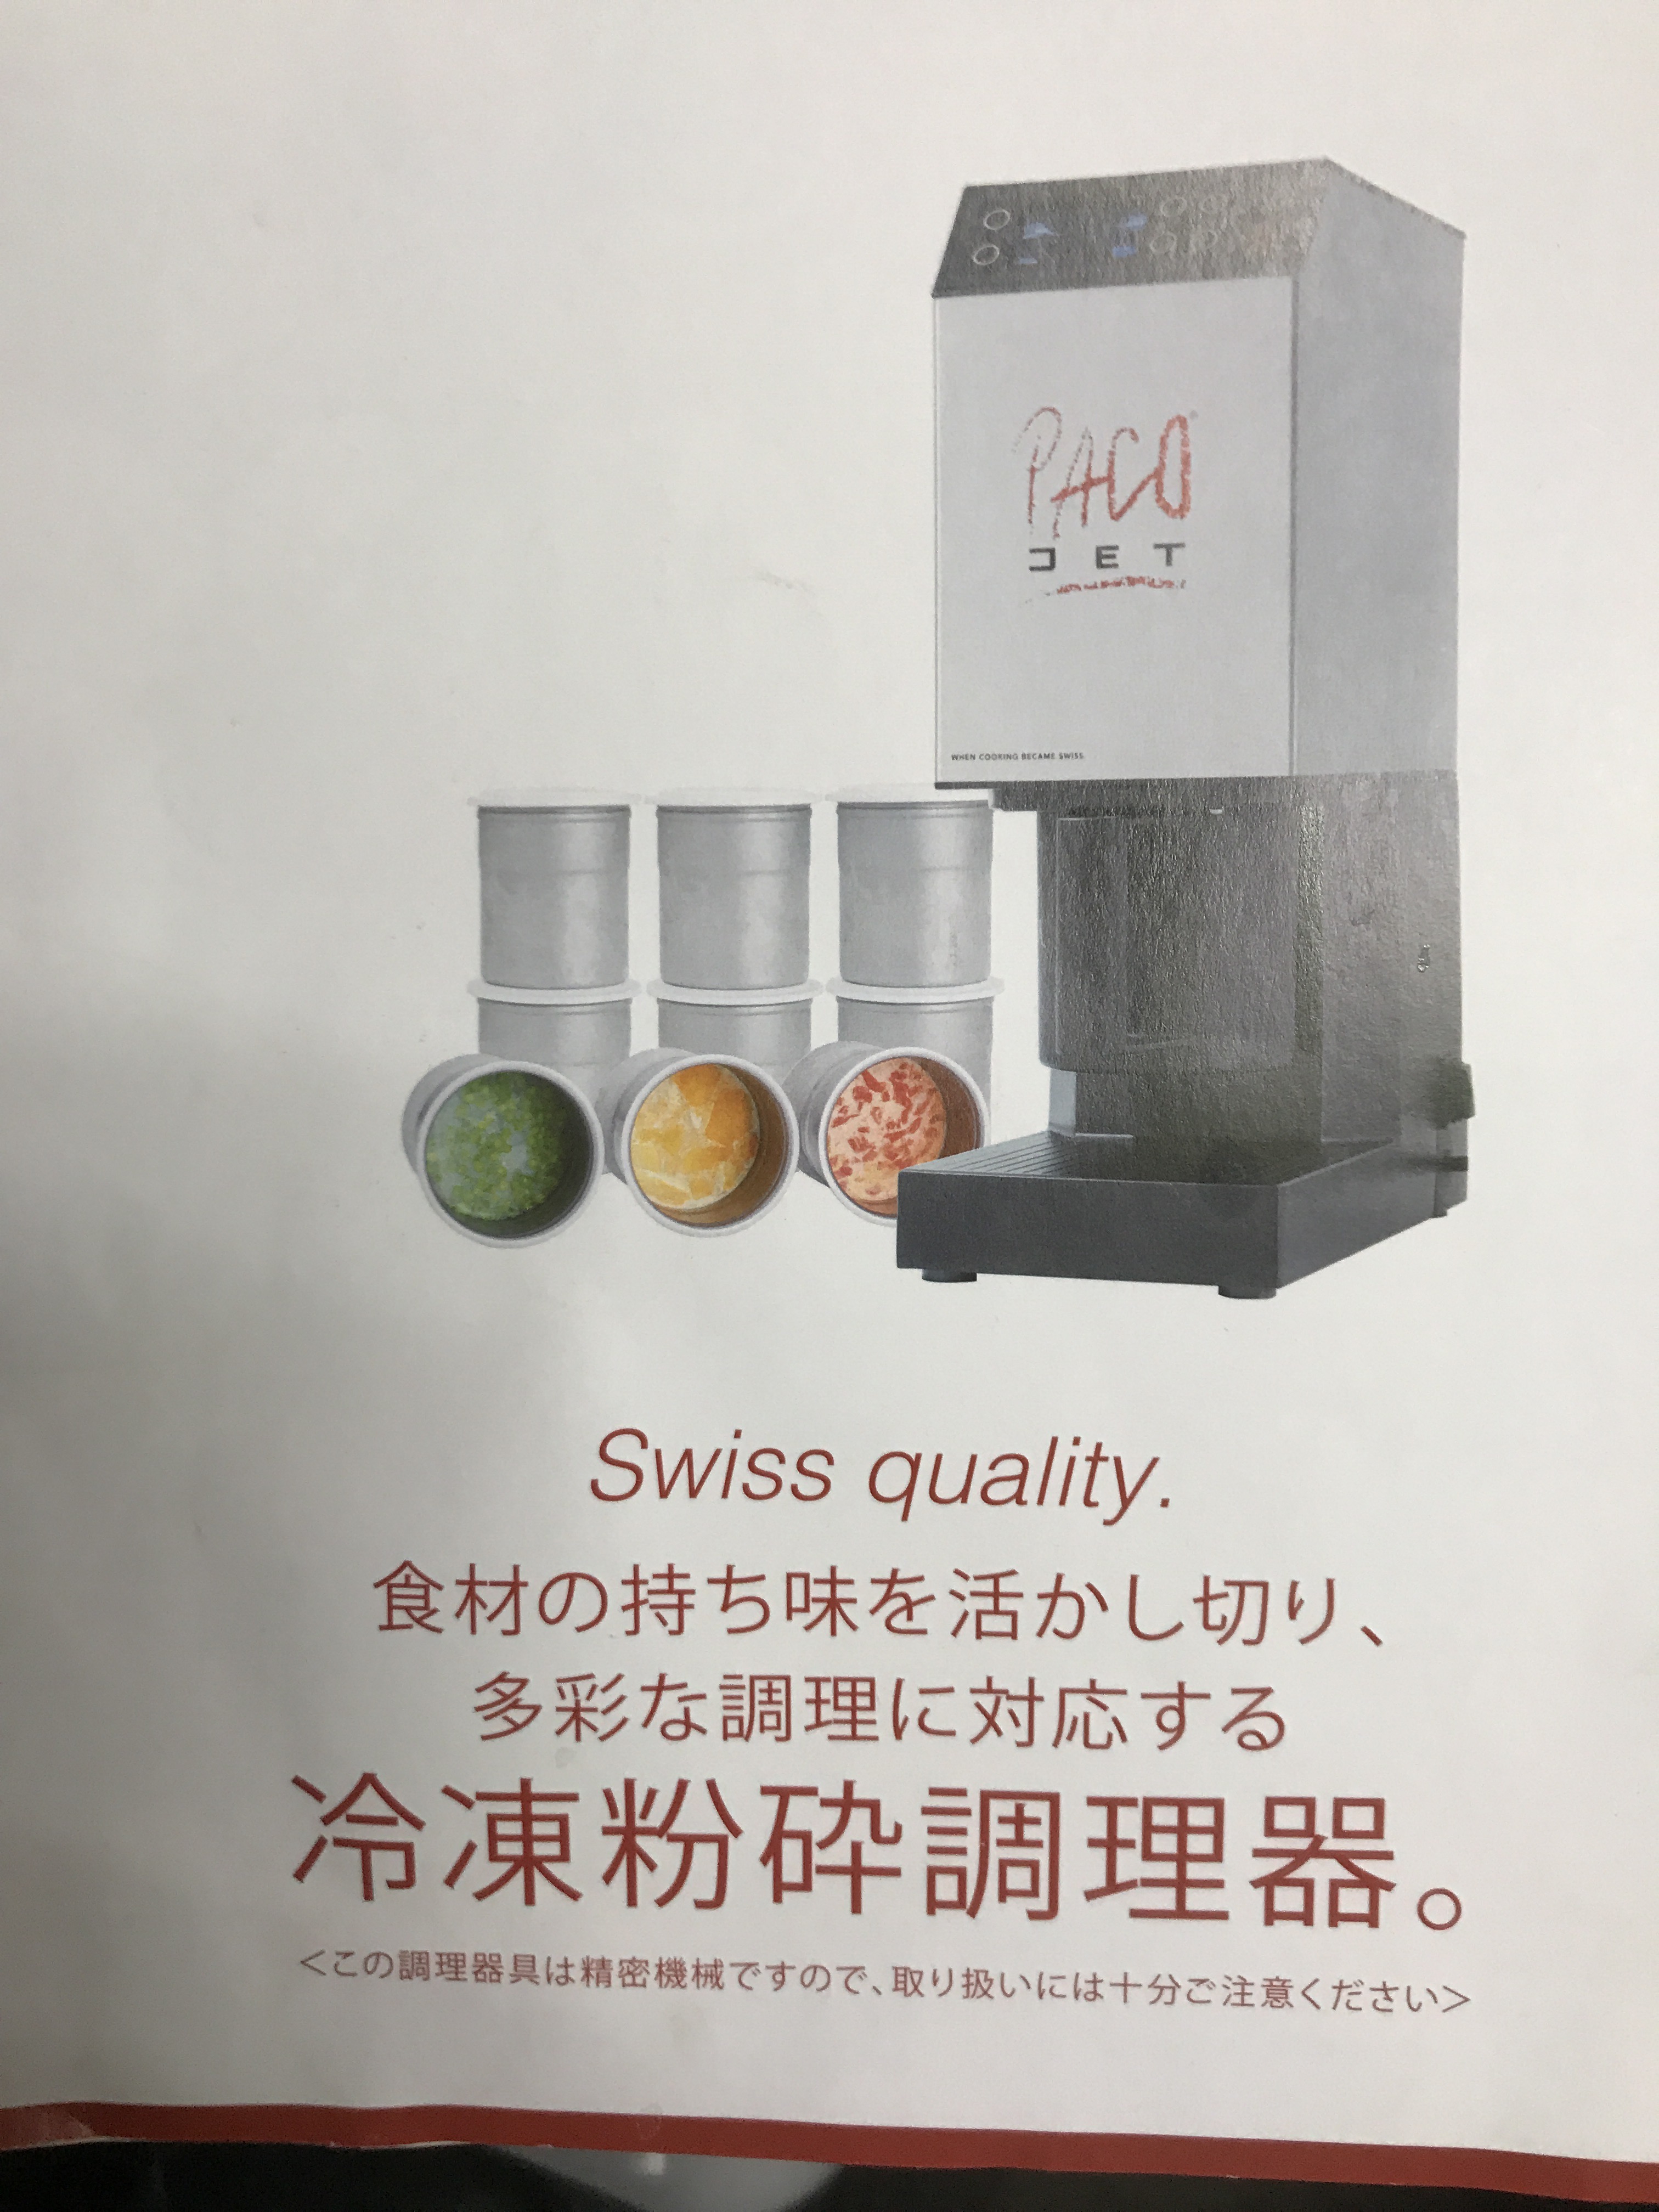 PACO
JET
WHEN COOKING BECAME SWISS
Swiss quality.
食材の持ち味を活かし切り、
多彩な調理に対応する
冷凍粉砕調理器。
<この調理器具は精密機械ですので、取り扱いには十分ご注意ください>